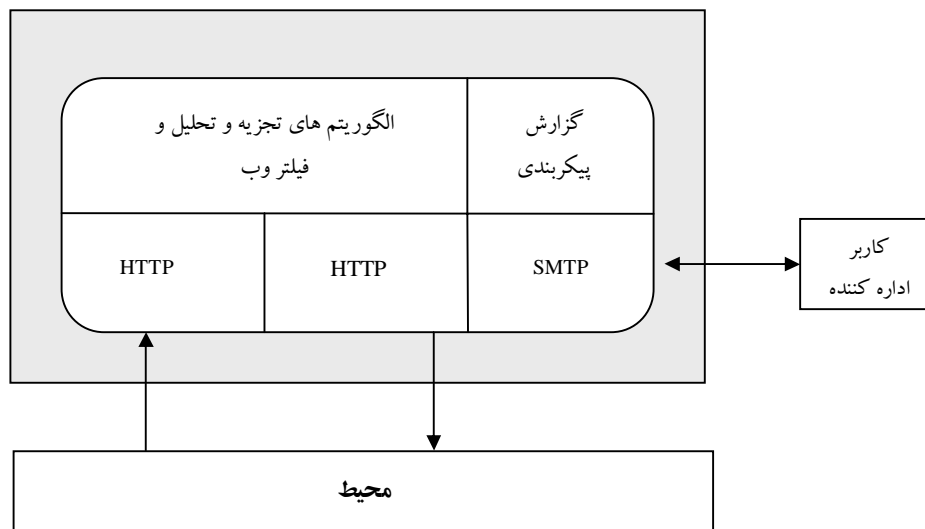 الگوریتم های تجزیه و تحلیل و
فیلتر وب
گزارش
پیکربندی
HTTP
HTTP
SMTP
کاربر
اداره کننده
محیط